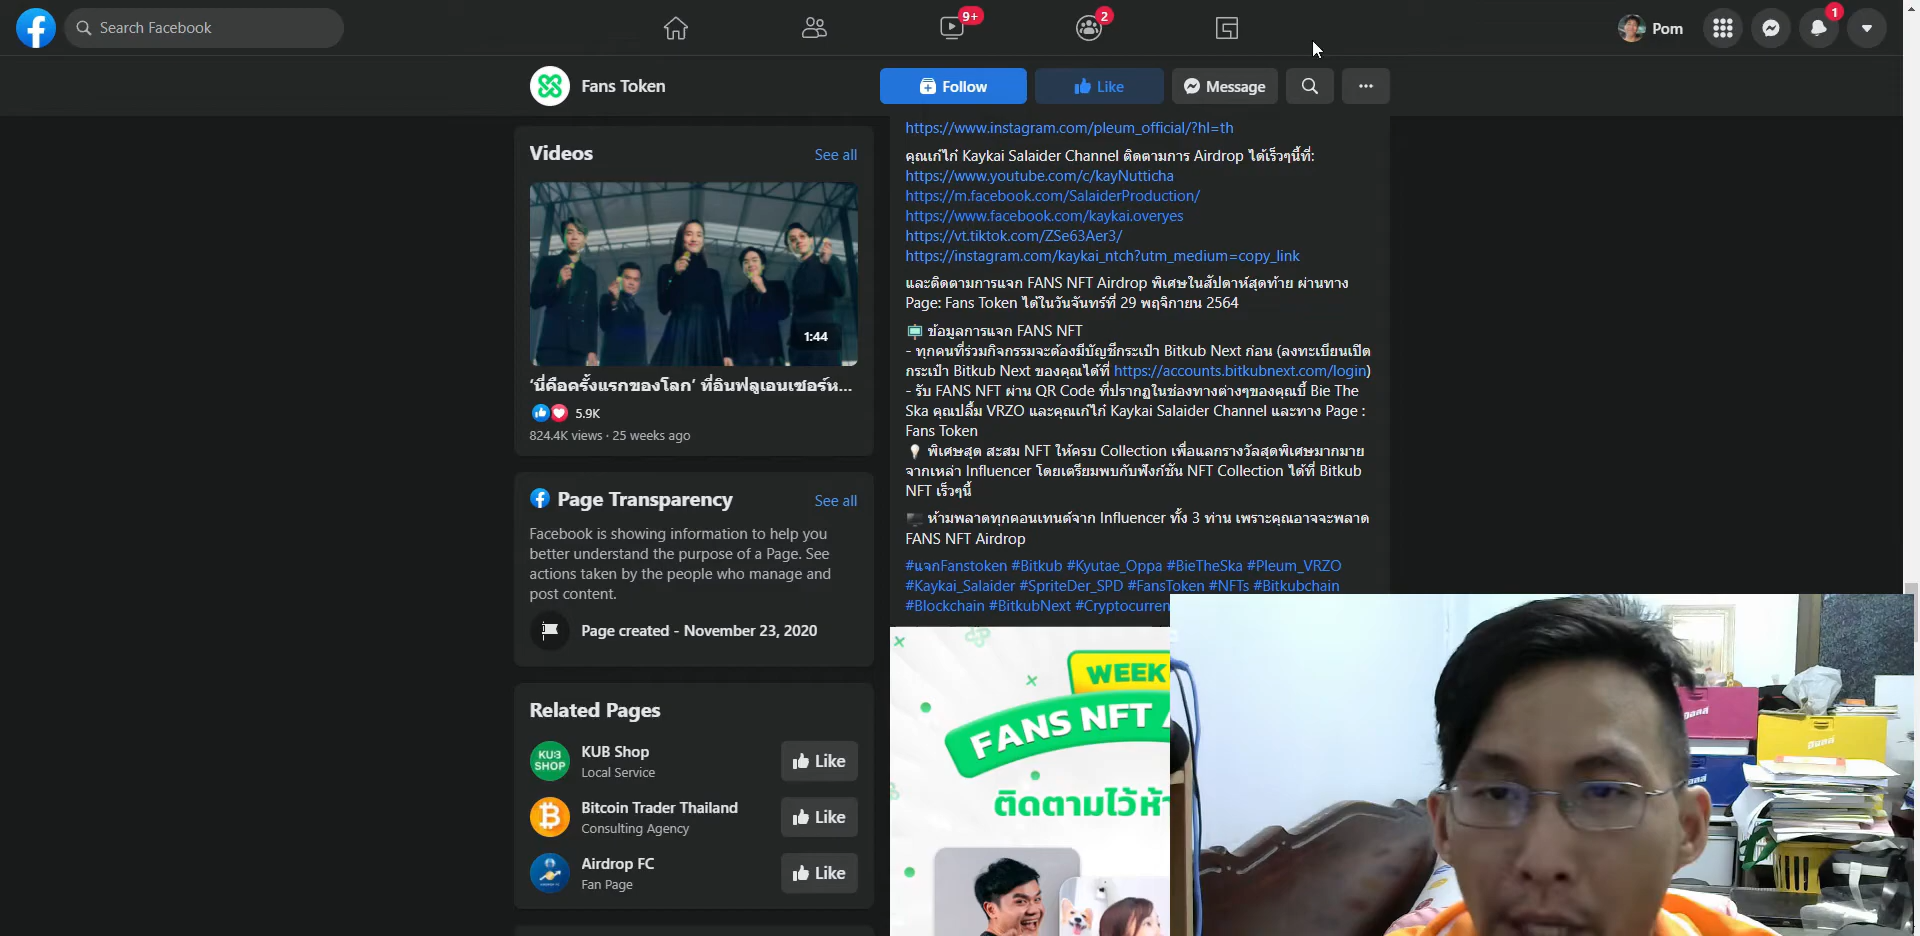 Search Facebook
9+
2
Pom
1
Fans Token
Follow
Like
Message
Videos
See all
1:44
'นี่คือครั้งแรกของโลก' ที่อินฟลูเอนเซอร์ห...
5.9K
824.4K views · 25 weeks ago
Page Transparency
See all
Facebook is showing information to help you
better understand the purpose of a Page. See
actions taken by the people who manage and
post content.
Page created - November 23, 2020
Related Pages
KUB SHOP
KUB Shop
Local Service
Like
Bitcoin Trader Thailand
Consulting Agency
Like
Airdrop FC
Fan Page
Like
https://www.instagram.com/pleum_official/?hl=th
คุณเก๋ไก๋ Kaykai Salaider Channel ติดตามการ Airdrop ได้เร็วๆนี้ที่:
https://www.youtube.com/c/kayNutticha
https://m.facebook.com/SalaiderProduction/
https://www.facebook.com/kaykai.overyes
https://vt.tiktok.com/ZSe63Aer3/
https://instagram.com/kaykai_ntch?utm_medium=copy_link
และติดตามการแจก FANS NFT Airdrop พิเศษในสัปดาห์สุดท้าย ผ่านทาง
Page: Fans Token ได้ในวันจันทร์ที่ 29 พฤจิกายน 2564
ข้อมูลการแจก FANS NFT
- ทุกคนที่ร่วมกิจกรรมจะต้องมีบัญชีกระเป๋า Bitkub Next ก่อน (ลงทะเบียนเปิด
กระเป๋า Bitkub Next ของคุณได้ที่ https://accounts.bitkubnext.com/login)
- รับ FANS NFT ผ่าน QR Code ที่ปรากฏในช่องทางต่างๆของคุณบี้ Bie The
Ska คุณปลื้ม VRZO และคุณเก๋ไก๋ Kaykai Salaider Channel และทาง Page :
Fans Token
พิเศษสุด สะสม NFT ให้ครบ Collection เพื่อแลกรางวัลสุดพิเศษมากมาย
จากเหล่า Influencer โดยเตรียมพบกับฟังก์ชัน NFT Collection ได้ที่ Bitkub
NFT เร็วๆนี้
ห้ามพลาดทุกคอนเทนต์จาก Influencer ทั้ง 3 ท่าน เพราะคุณอาจจะพลาด
FANS NFT Airdrop
#แจกFanstoken #Bitkub #Kyutae_Oppa #BieTheSka #Pleum_VRZO
#Kaykai_Salaider #SpriteDer_SPD #FansToken #NFTs #Bitkubchain
#Blockchain #BitkubNext #Cryptocurren
WEEK
FANS NFT A
ติดตามไว้ห้า